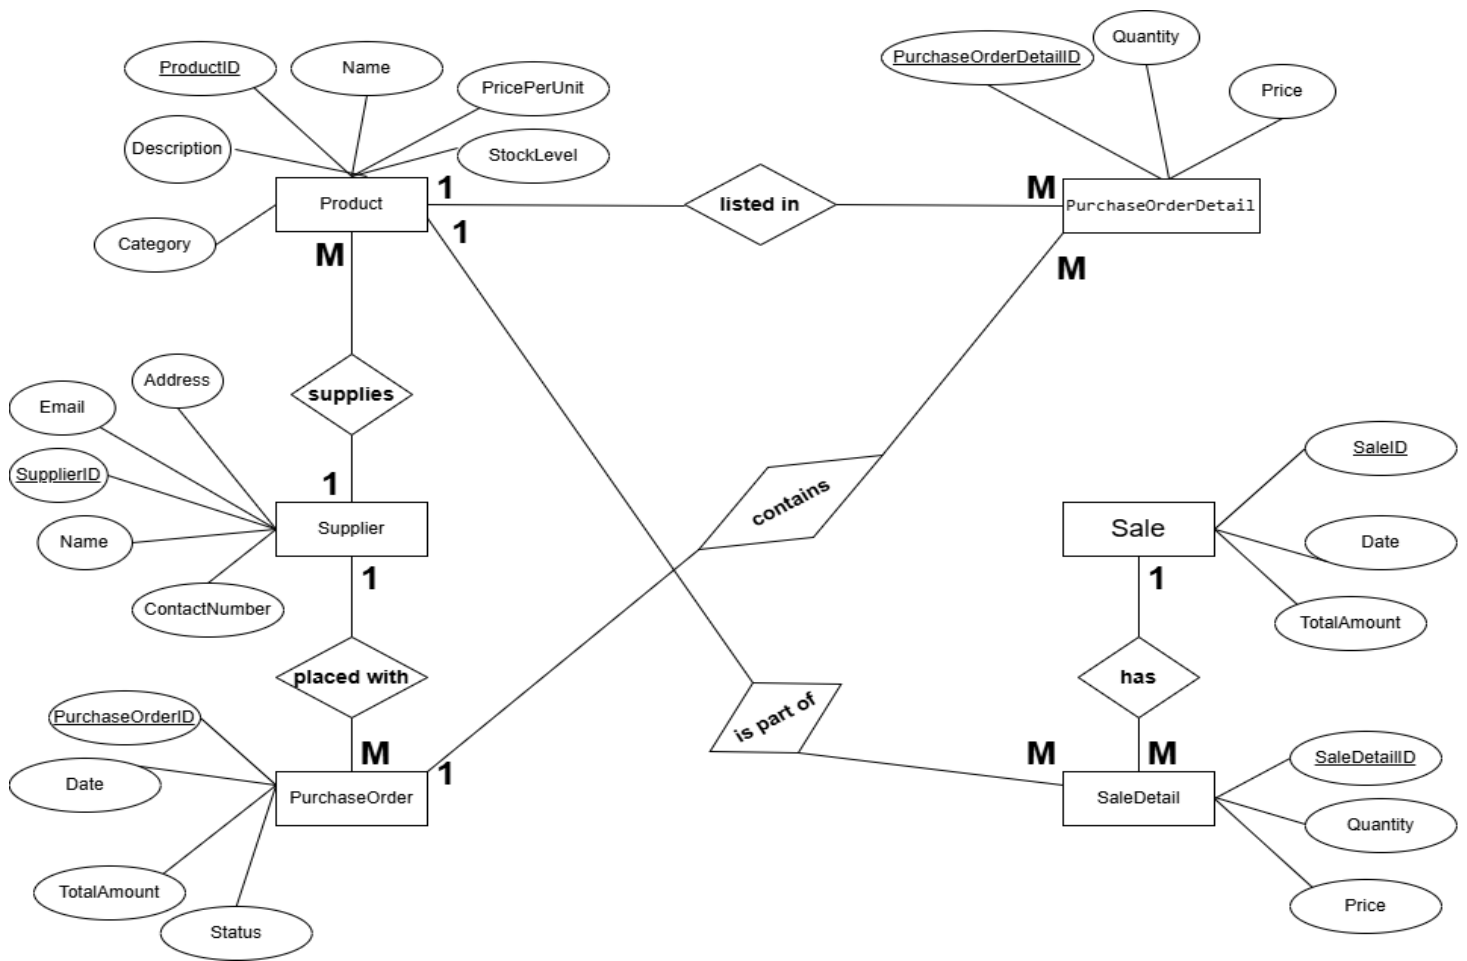 ProductID
Name
PricePerUnit
Description
StockLevel
Category
Product
1
1
M
listed in
M
PurchaseOrderDetailID
Quantity
Price
PurchaseOrderDetail
M
supplies
1
Address
Email
SupplierID
Name
ContactNumber
Supplier
1
placed with
M
contains
1
PurchaseOrderID
Date
TotalAmount
Status
PurchaseOrder
is part of
M
Sale
SaleID
Date
TotalAmount
1
has
M
SaleDetail
SaleDetailID
Quantity
Price